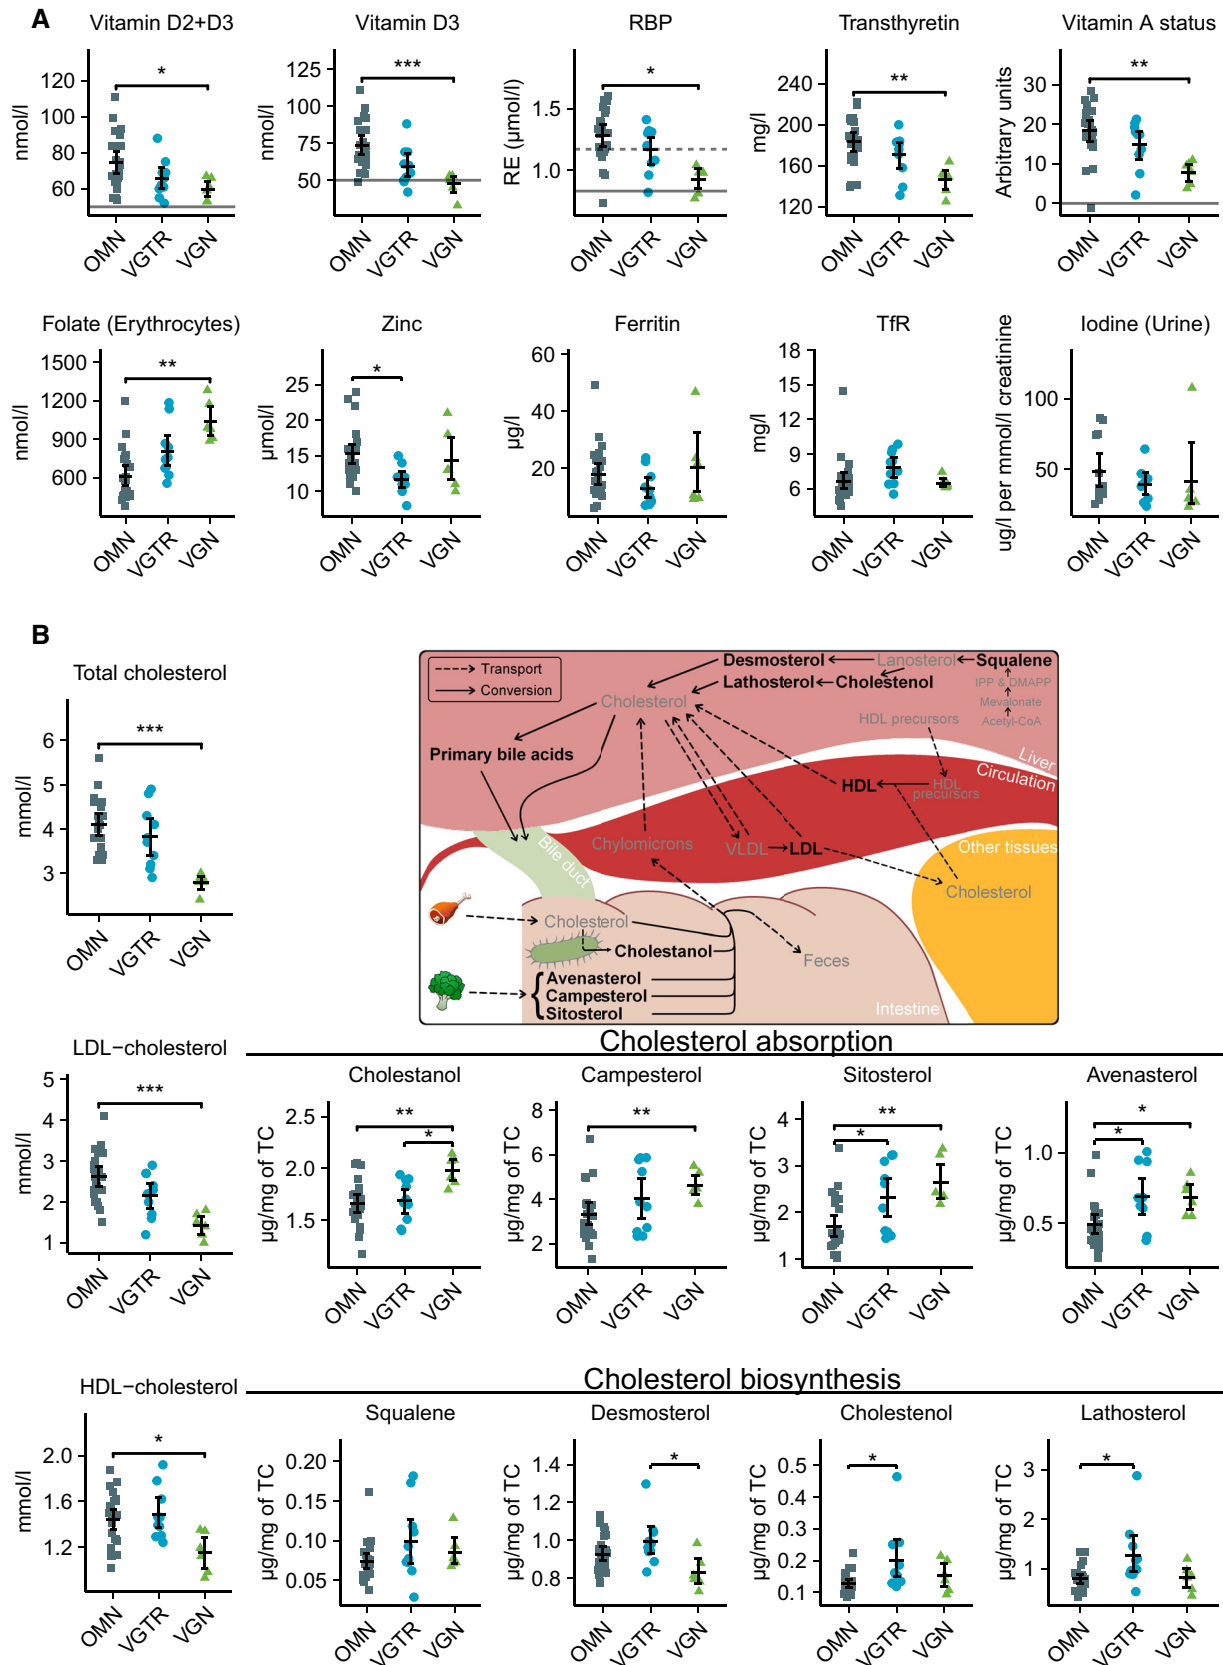 A
Vitamin D2+D3
Vitamin D3
RBP
Transthyretin
Vitamin A status
nmol/l
120
100
80
60
*
OMN
VGTR
VGN
nmol/l
125
100
75
50
***
OMN
VGTR
VGN
RE (µmol/l)
1.5
1.0
*
OMN
VGTR
VGN
mg/l
240
200
160
120
**
OMN
VGTR
VGN
Arbitrary units
30
20
10
0
**
OMN
VGTR
VGN
Folate (Erythrocytes)
Zinc
Ferritin
TfR
Iodine (Urine)
nmol/l
1500
1200
900
600
**
OMN
VGTR
VGN
µmol/l
25
20
15
10
*
OMN
VGTR
VGN
µg/l
60
40
20
OMN
VGTR
VGN
mg/l
18
15
12
9
6
OMN
VGTR
VGN
ug/l per mmol/l creatinine
100
50
OMN
VGTR
VGN
B
Total cholesterol
mmol/l
6
5
4
3
***
OMN
VGTR
VGN
Transport
Conversion
Desmosterol
Lanosterol
Squalene
Lathosterol
Cholestenol
IPP & DMAPP
Mevalonate
Acetyl-CoA
Cholesterol
HDL precursors
Primary bile acids
Liver
Circulation
HDL
HDL
precursors
Bile duct
Chylomicrons
VLDL
LDL
Other tissues
Cholesterol
Cholesterol
Cholestanol
Feces
Avenasterol
Campesterol
Sitosterol
{
Intestine
LDL−cholesterol
mmol/l
5
4
3
2
1
***
OMN
VGTR
VGN
Cholesterol absorption
Cholestanol
Campesterol
Sitosterol
Avenasterol
µg/mg of TC
2.5
2.0
1.5
**
*
OMN
VGTR
VGN
µg/mg of TC
8
6
4
2
**
OMN
VGTR
VGN
µg/mg of TC
4
3
2
1
**
*
OMN
VGTR
VGN
µg/mg of TC
1.0
0.5
*
*
OMN
VGTR
VGN
HDL−cholesterol
mmol/l
2.0
1.6
1.2
*
OMN
VGTR
VGN
Cholesterol biosynthesis
Squalene
Desmosterol
Cholestenol
Lathosterol
µg/mg of TC
0.20
0.15
0.10
0.05
OMN
VGTR
VGN
µg/mg of TC
1.4
1.2
1.0
0.8
*
OMN
VGTR
VGN
µg/mg of TC
0.5
0.4
0.3
0.2
0.1
*
OMN
VGTR
VGN
µg/mg of TC
3
2
1
*
OMN
VGTR
VGN